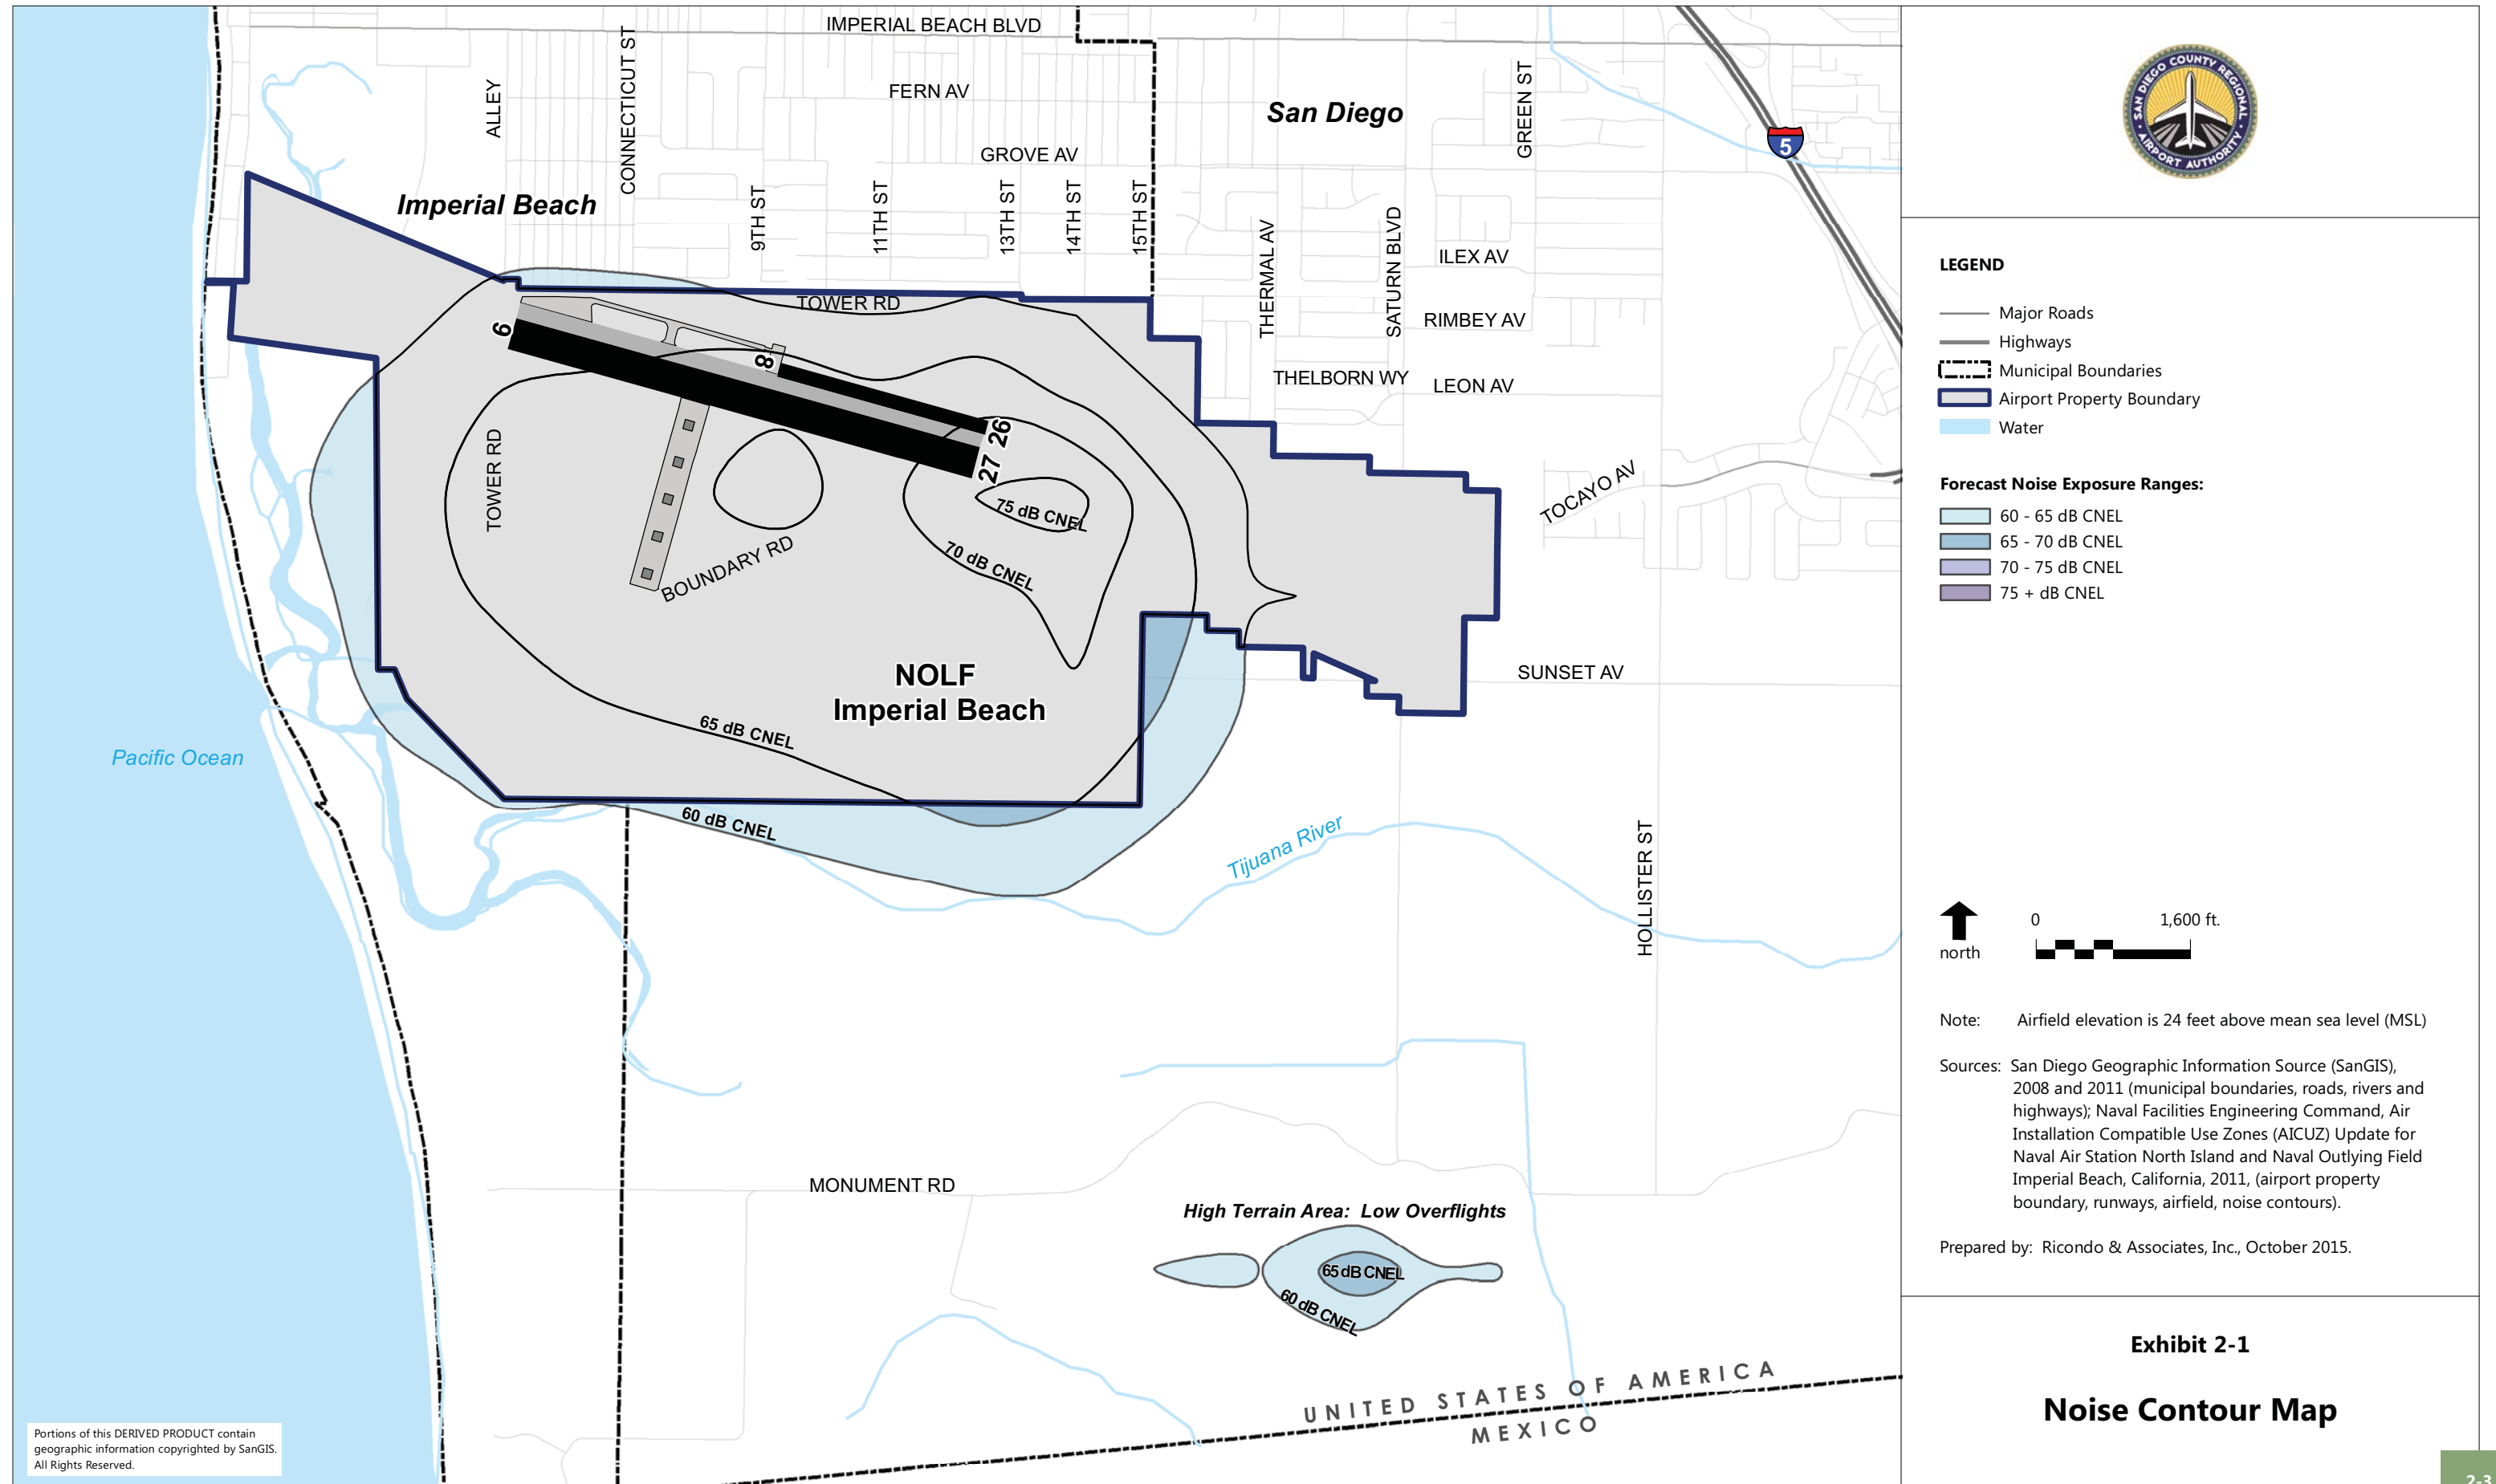 IMPERIAL BEACH BLVD
ALLEY
CONNECTICUT ST
FERN AV
San Diego
GREEN ST
5
GROVE AV
Imperial Beach
9TH ST
11TH ST
13TH ST
14TH ST
15TH ST
THERMAL AV
SATURN BLVD
ILEX AV
TOWER RD
RIMBEY AV
THELBORN WY
LEON AV
6
8
26
27
TOWER RD
BOUNDARY RD
75 dB CNEL
70 dB CNEL
TOCAYO AV
NOLF
Imperial Beach
SUNSET AV
65 dB CNEL
60 dB CNEL
Pacific Ocean
Tijuana River
HOLLISTER ST
MONUMENT RD
High Terrain Area: Low Overflights
65 dB CNEL
60 dB CNEL
UNITED STATES OF AMERICA
MEXICO
Portions of this DERIVED PRODUCT contain
geographic information copyrighted by SanGIS.
All Rights Reserved.
SAN DIEGO COUNTY REGIONAL
AIRPORT AUTHORITY
LEGEND
Major Roads
Highways
Municipal Boundaries
Airport Property Boundary
Water
Forecast Noise Exposure Ranges:
60 - 65 dB CNEL
65 - 70 dB CNEL
70 - 75 dB CNEL
75 + dB CNEL
north
0 1,600 ft.
Note: Airfield elevation is 24 feet above mean sea level (MSL)
Sources: San Diego Geographic Information Source (SanGIS),
2008 and 2011 (municipal boundaries, roads, rivers and
highways); Naval Facilities Engineering Command, Air
Installation Compatible Use Zones (AICUZ) Update for
Naval Air Station North Island and Naval Outlying Field
Imperial Beach, California, 2011, (airport property
boundary, runways, airfield, noise contours).
Prepared by: Ricondo & Associates, Inc., October 2015.
Exhibit 2-1
Noise Contour Map
2-3